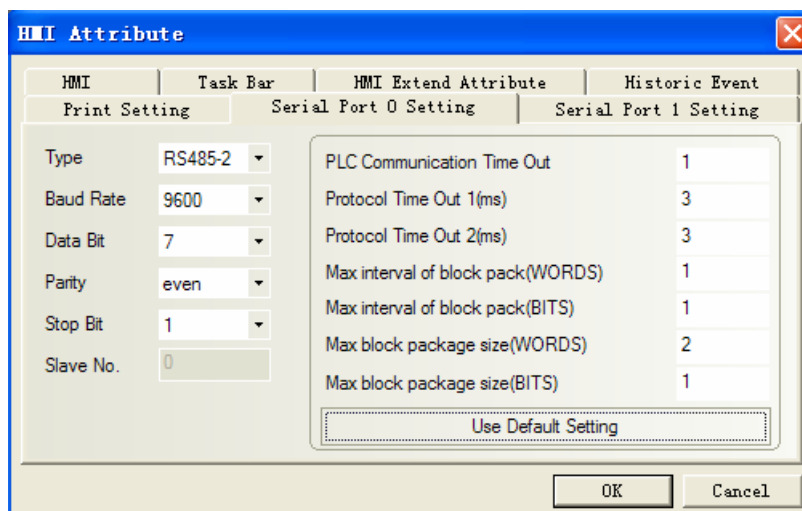 HMI Attribute
HMI Task Bar HMI Extend Attribute Historic Event
Print Setting Serial Port 0 Setting Serial Port 1 Setting
Type RS485-2
Baud Rate 9600
Data Bit 7
Parity even
Stop Bit 1
Slave No. 0
PLC Communication Time Out 1
Protocol Time Out 1(ms) 3
Protocol Time Out 2(ms) 3
Max interval of block pack(WORDS) 1
Max interval of block pack(BITS) 1
Max block package size(WORDS) 2
Max block package size(BITS) 1
Use Default Setting
OK Cancel